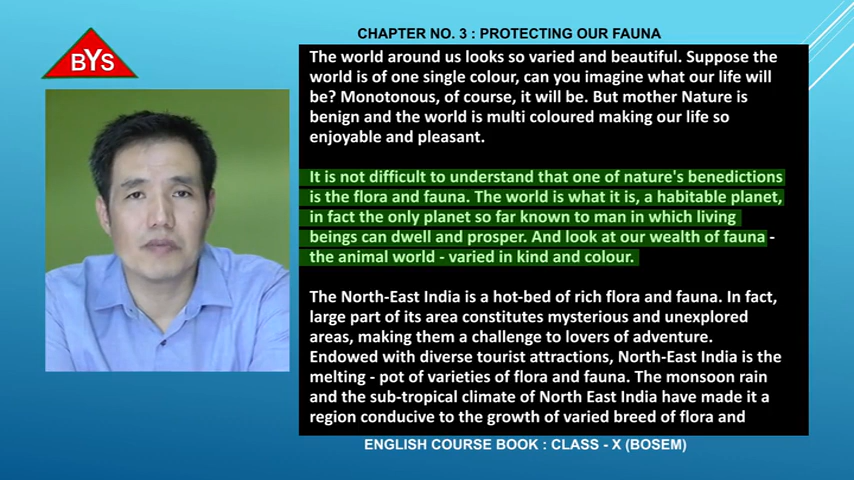 CHAPTER NO. 3 : PROTECTING OUR FAUNA
BYS
The world around us looks so varied and beautiful. Suppose the
world is of one single colour, can you imagine what our life will
be? Monotonous, of course, it will be. But mother Nature is
benign and the world is multi coloured making our life so
enjoyable and pleasant.
It is not difficult to understand that one of nature's benedictions
is the flora and fauna. The world is what it is, a habitable planet,
in fact the only planet so far known to man in which living
beings can dwell and prosper. And look at our wealth of fauna -
the animal world - varied in kind and colour.
The North-East India is a hot-bed of rich flora and fauna. In fact,
large part of its area constitutes mysterious and unexplored
areas, making them a challenge to lovers of adventure.
Endowed with diverse tourist attractions, North-East India is the
melting - pot of varieties of flora and fauna. The monsoon rain
and the sub-tropical climate of North East India have made it a
region conducive to the growth of varied breed of flora and
ENGLISH COURSE BOOK : CLASS - X (BOSEM)